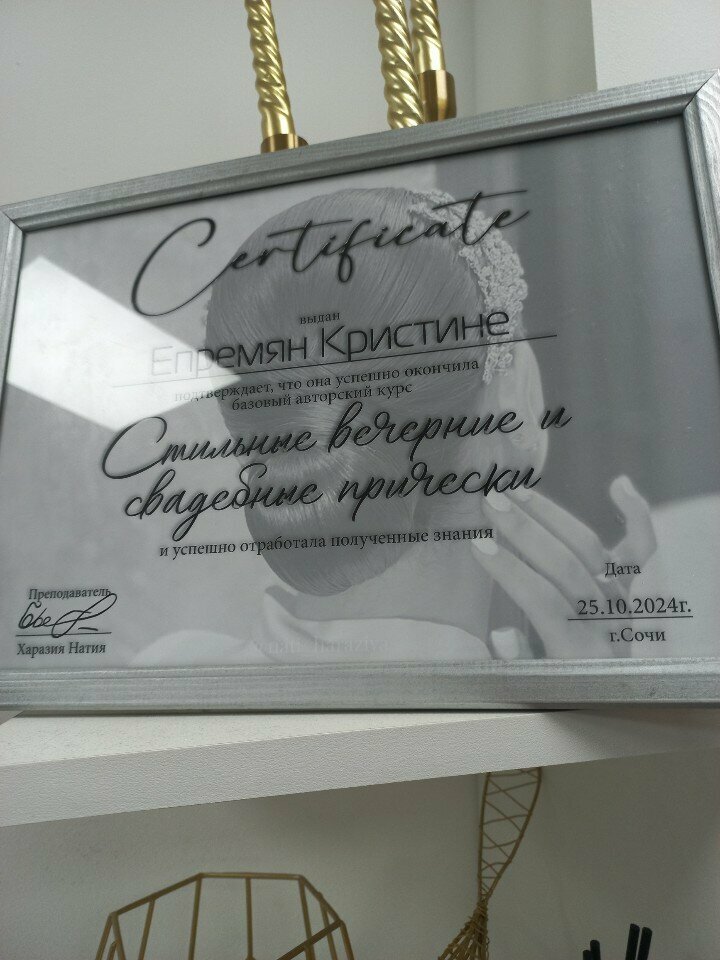 Certificate
выдан
Епремян Кристине
подтверждает, что она успешно окончила
базовый авторский курс
Стильные вечерние и
свадебные прически
и успешно отработала полученные знания
Дата
Преподаватель
25.10.2024г.
Харазия Натия
г.Сочи